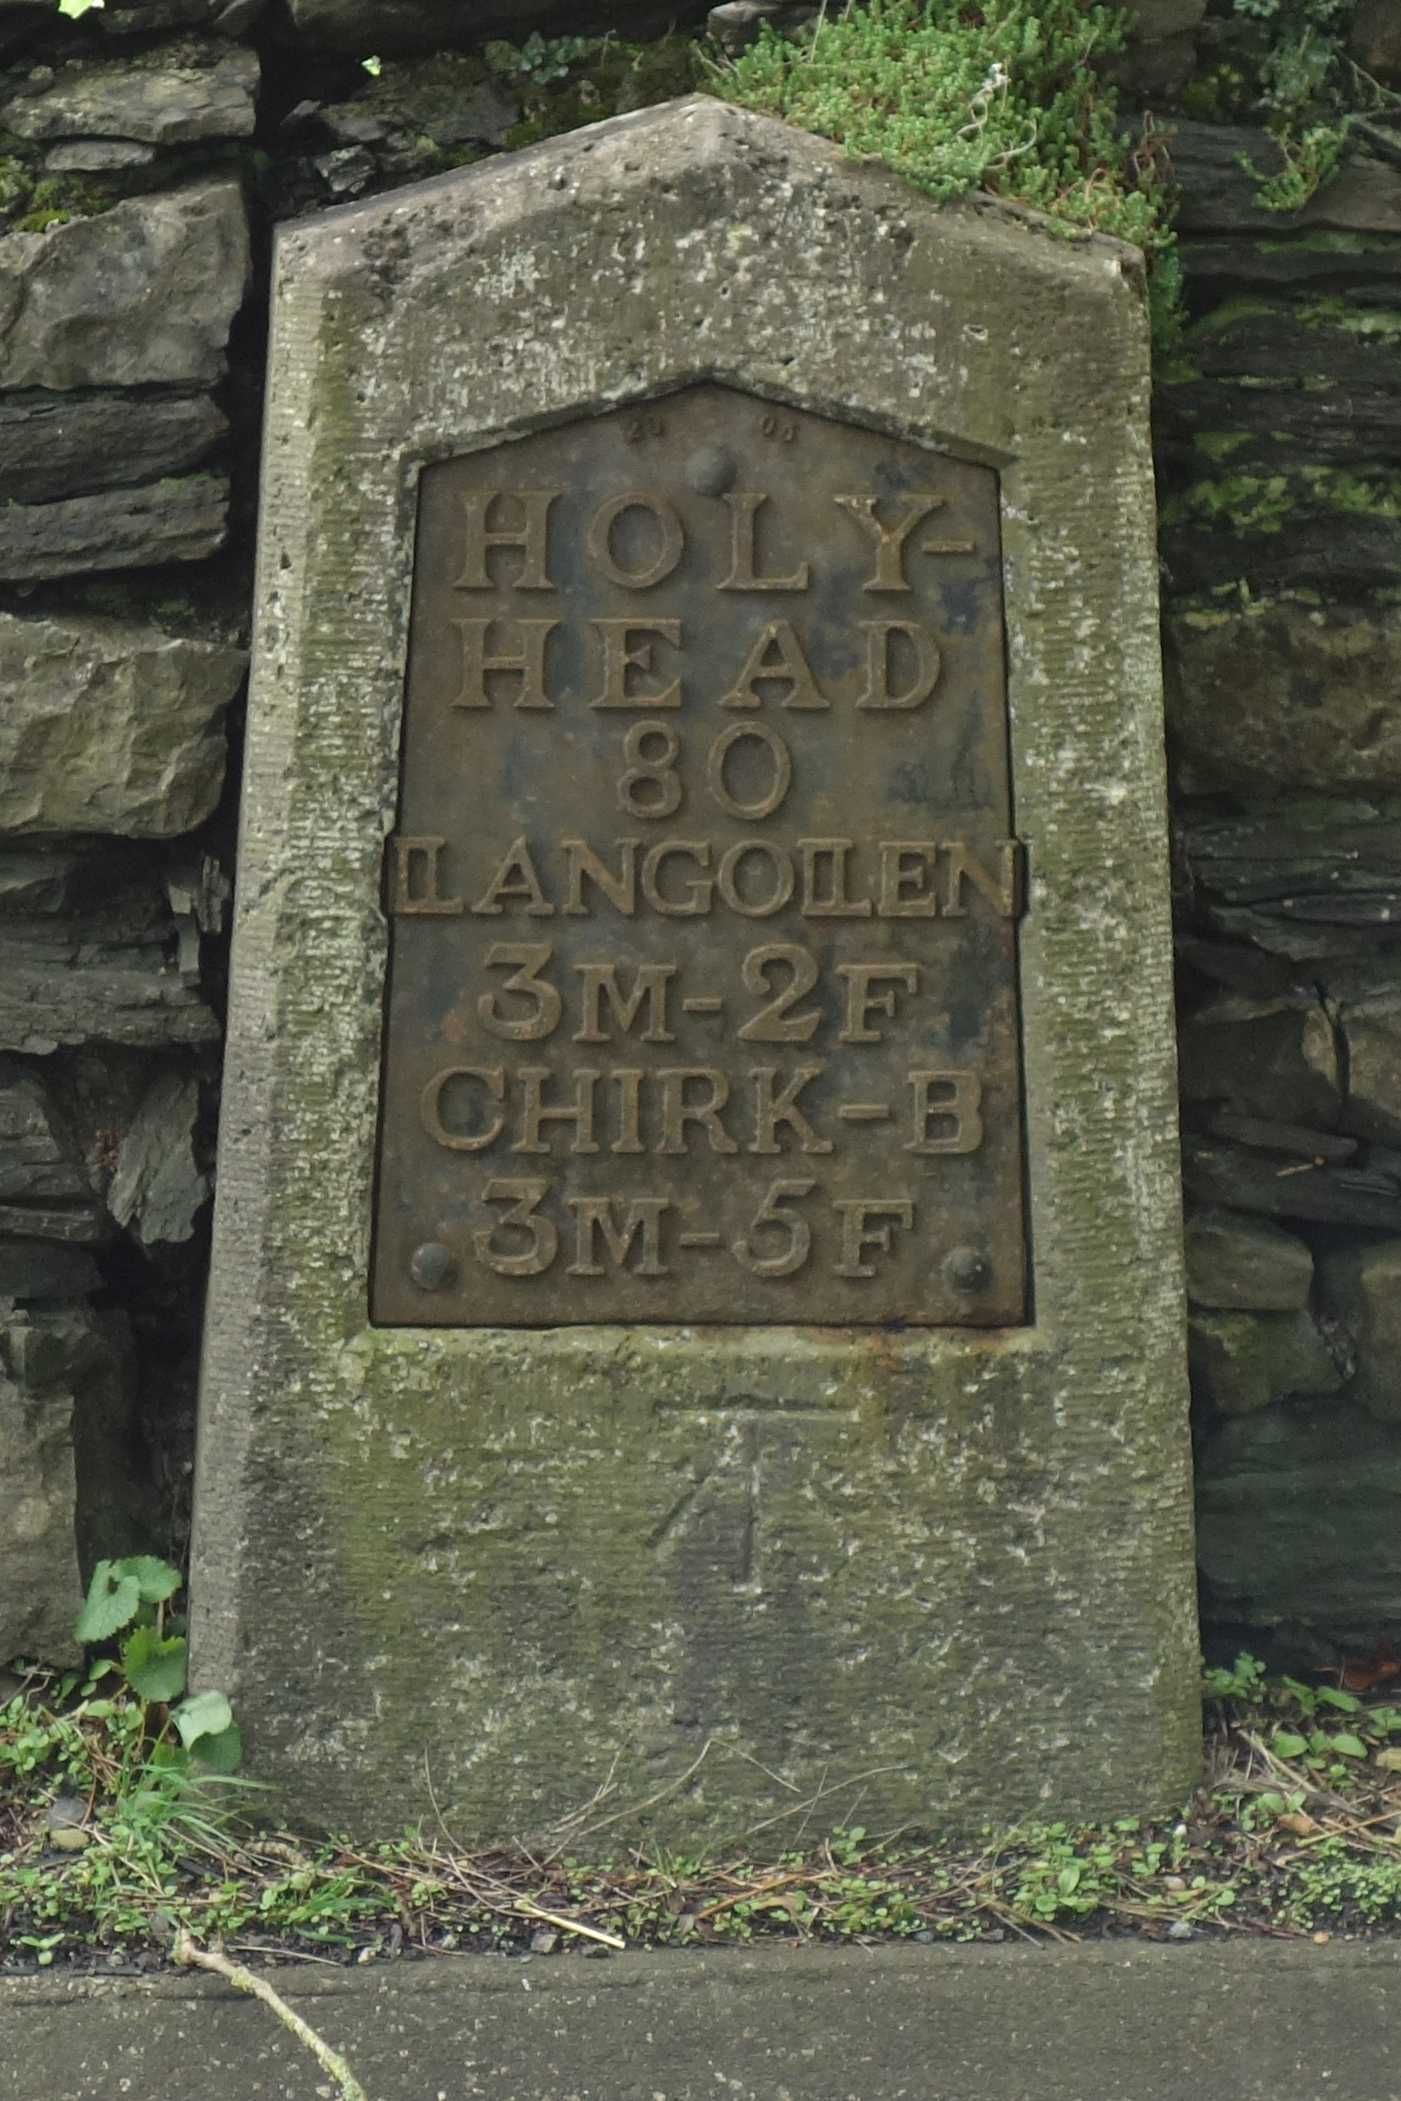 HOLY-
HEAD
80
LLANGOLLEN
3M-2F
CHIRK-B
3M-5F